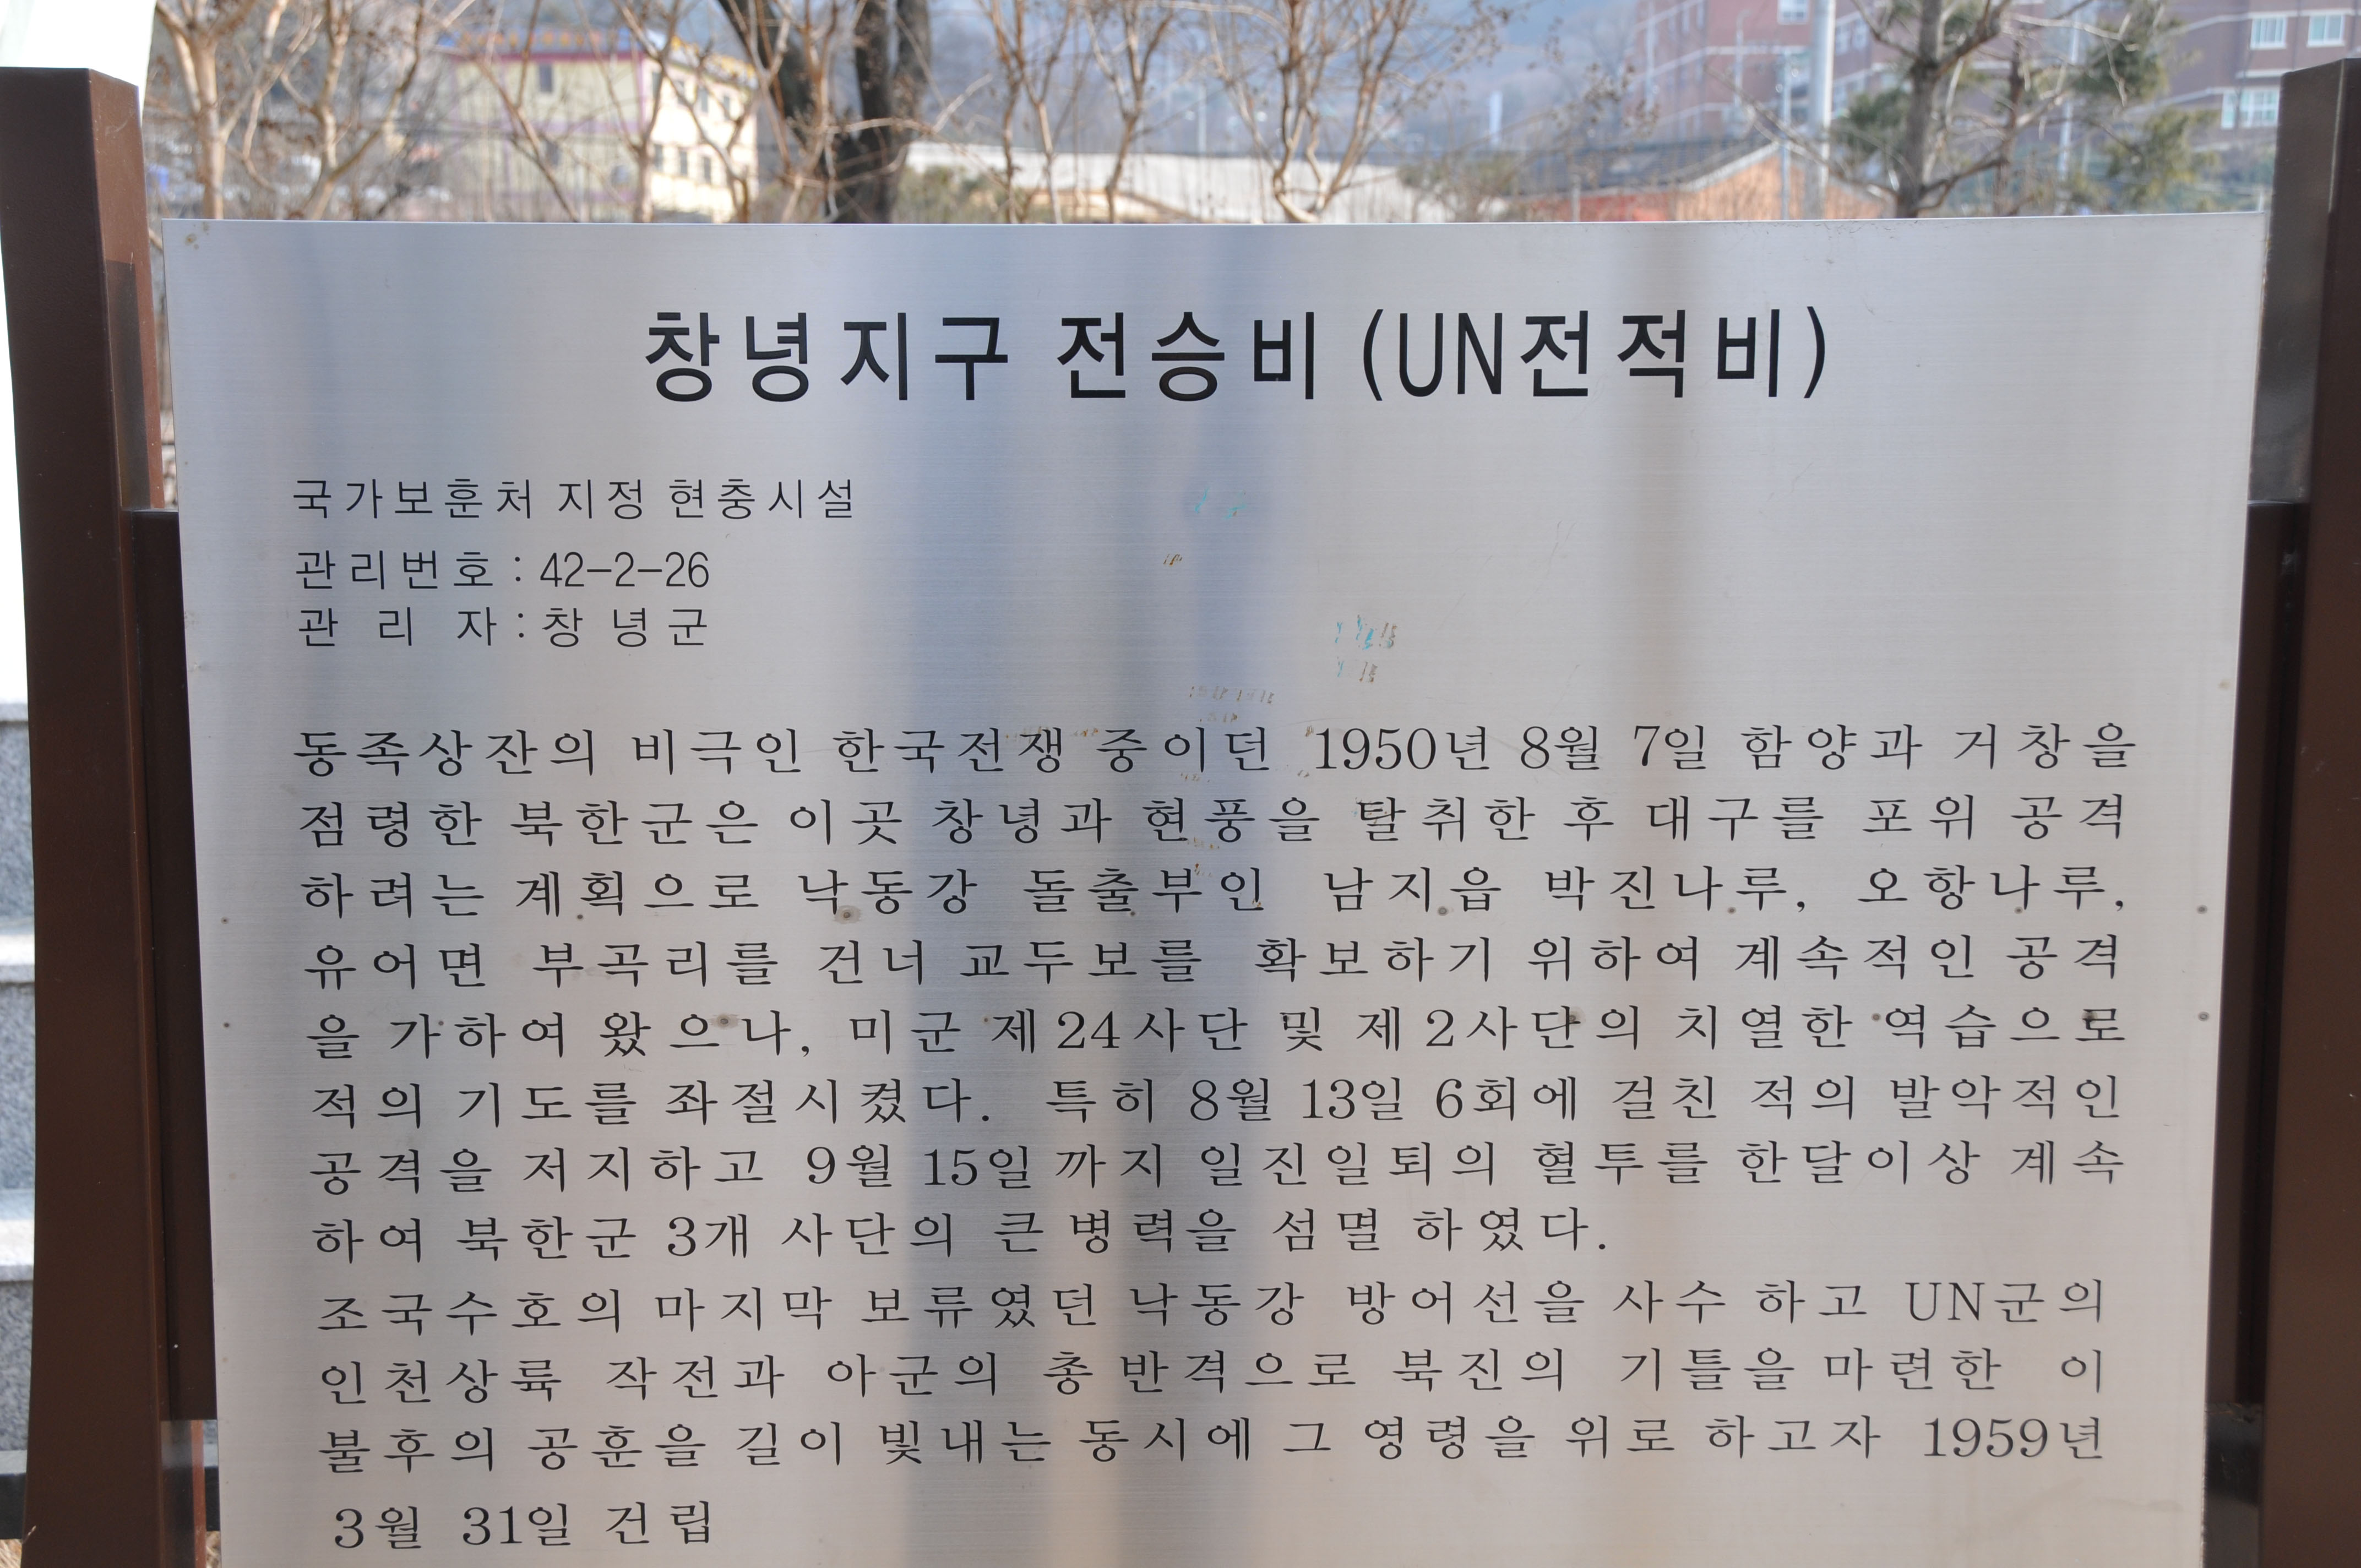 창녕지구 전승비 (UN전적비)
국가보훈처 지정 현충시설
관리번호 : 42-2-26
관 리 자 : 창 녕 군
동족상잔의 비극인 한국전쟁 중이던 1950년 8월 7일 함양과 거창을
점령한 북한군은 이곳 창녕과 현풍을 탈취한 후 대구를 포위 공격
하려는 계획으로 낙동강 돌출부인 남지읍 박진나루, 오항나루,
유어면 부곡리를 건너 교두보를 확보하기 위하여 계속적인 공격
을 가하여 왔으나, 미군 제24사단 및 제2사단의 치열한 역습으로
적의 기도를 좌절시켰다. 특히 8월 13일 6회에 걸친 적의 발악적인
공격을 저지하고 9월 15일까지 일진일퇴의 혈투를 한달이상 계속
하여 북한군 3개 사단의 큰 병력을 섬멸 하였다.
조국수호의 마지막 보류였던 낙동강 방어선을 사수 하고 UN군의
인천상륙 작전과 아군의 총 반격으로 북진의 기틀을 마련한 이
불후의 공훈을 길이 빛내는 동시에 그 영령을 위로 하고자 1959년
3월 31일 건립